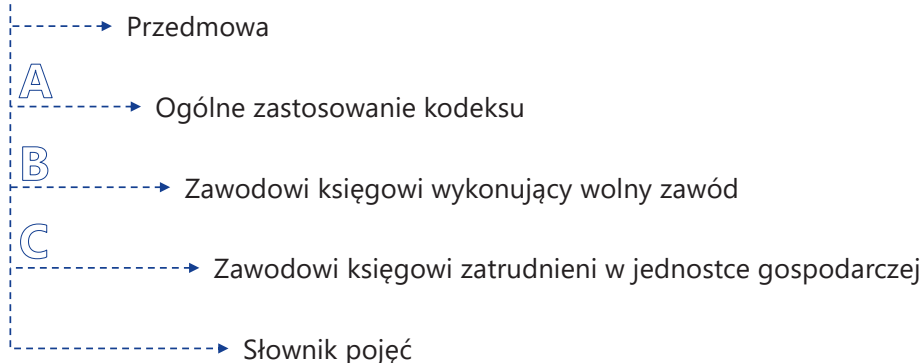 Przedmowa
A
Ogólne zastosowanie kodeksu
B
Zawodowi księgowi wykonujący wolny zawód
C
Zawodowi księgowi zatrudnieni w jednostce gospodarczej
Słownik pojęć